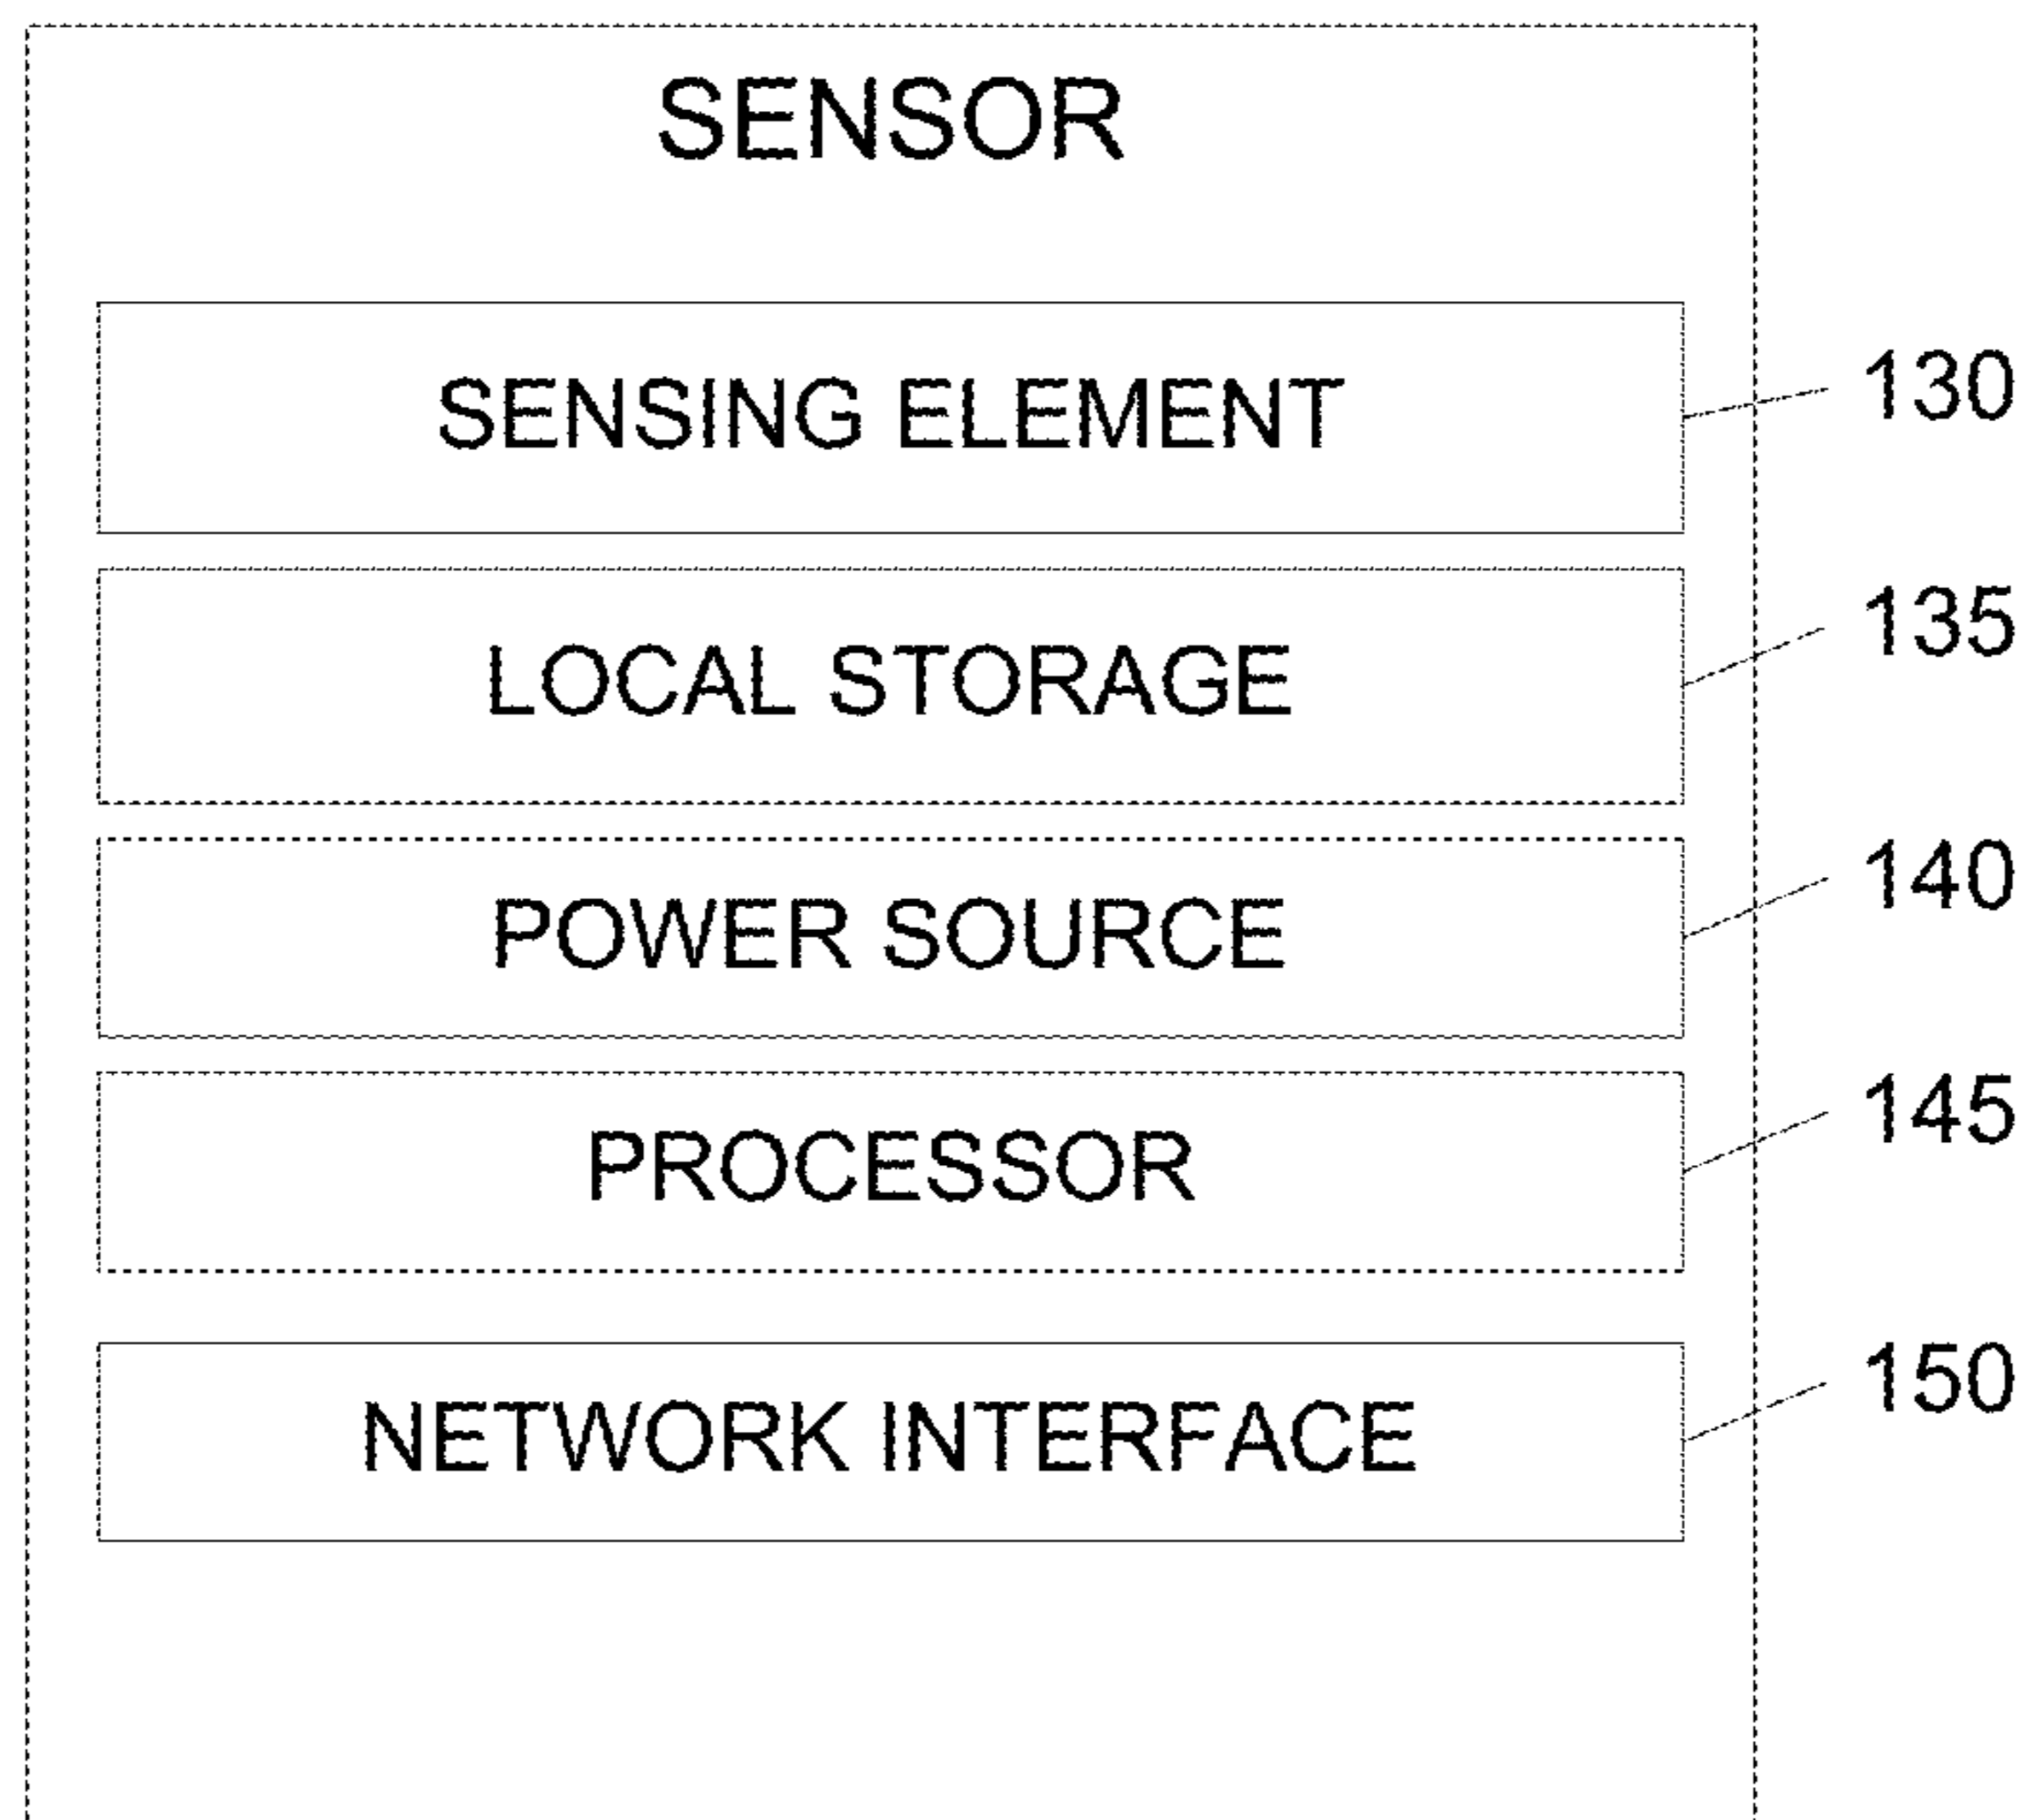 SENSOR
SENSING ELEMENT
130
LOCAL STORAGE
135
POWER SOURCE
140
PROCESSOR
145
NETWORK INTERFACE
150